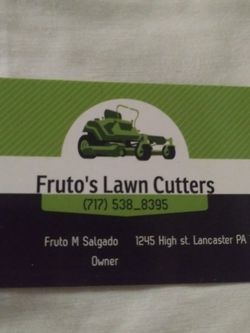 Fruto's Lawn Cutters
(717) 538_8395
Fruto M Salgado 1245 High st. Lancaster PA
Owner